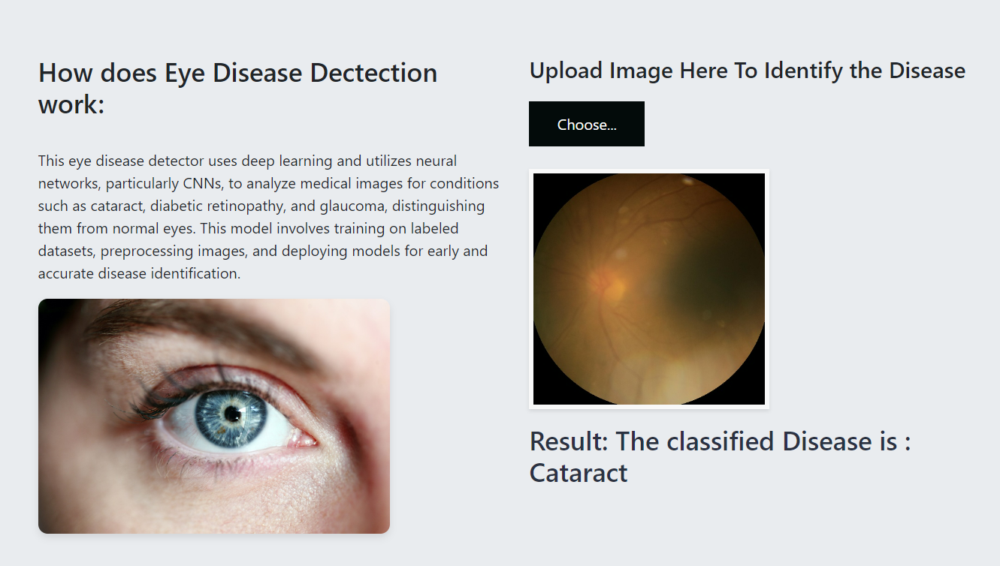 How does Eye Disease Dectection
work:
This eye disease detector uses deep learning and utilizes neural
networks, particularly CNNs, to analyze medical images for conditions
such as cataract, diabetic retinopathy, and glaucoma, distinguishing
them from normal eyes. This model involves training on labeled
datasets, preprocessing images, and deploying models for early and
accurate disease identification.
Upload Image Here To Identify the Disease
Choose...
Result: The classified Disease is :
Cataract